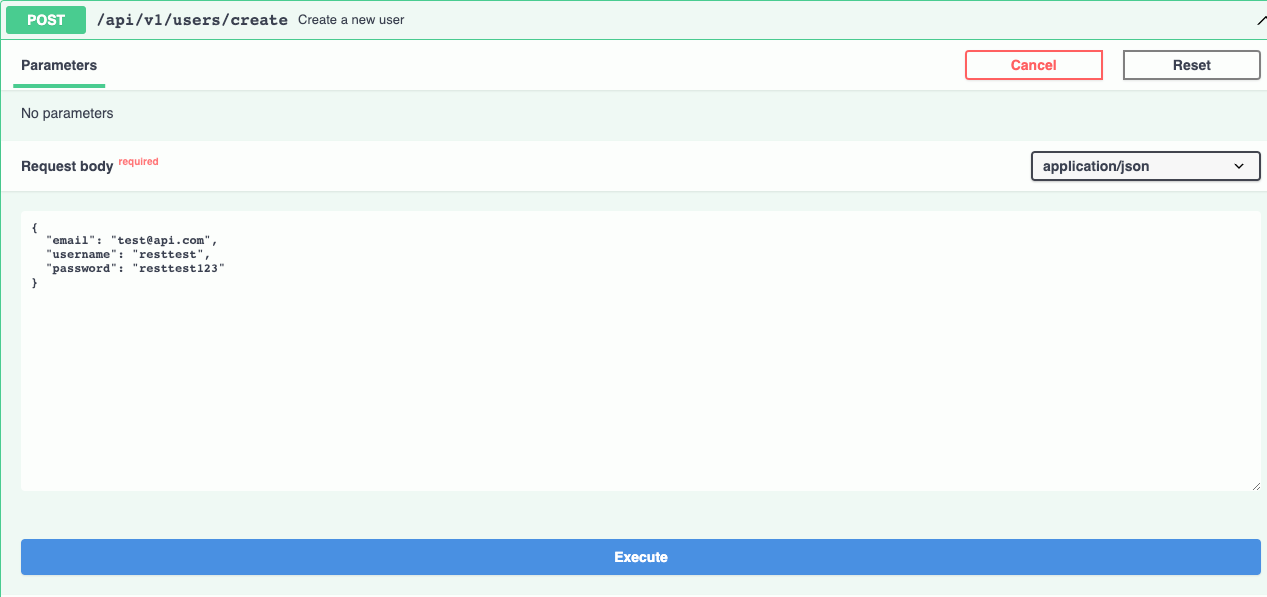 POST /api/v1/users/create Create a new user
Parameters Cancel Reset
No parameters
Request body required application/json
{
"email": "test@api.com",
"username": "resttest",
"password": "resttest123"
}
Execute